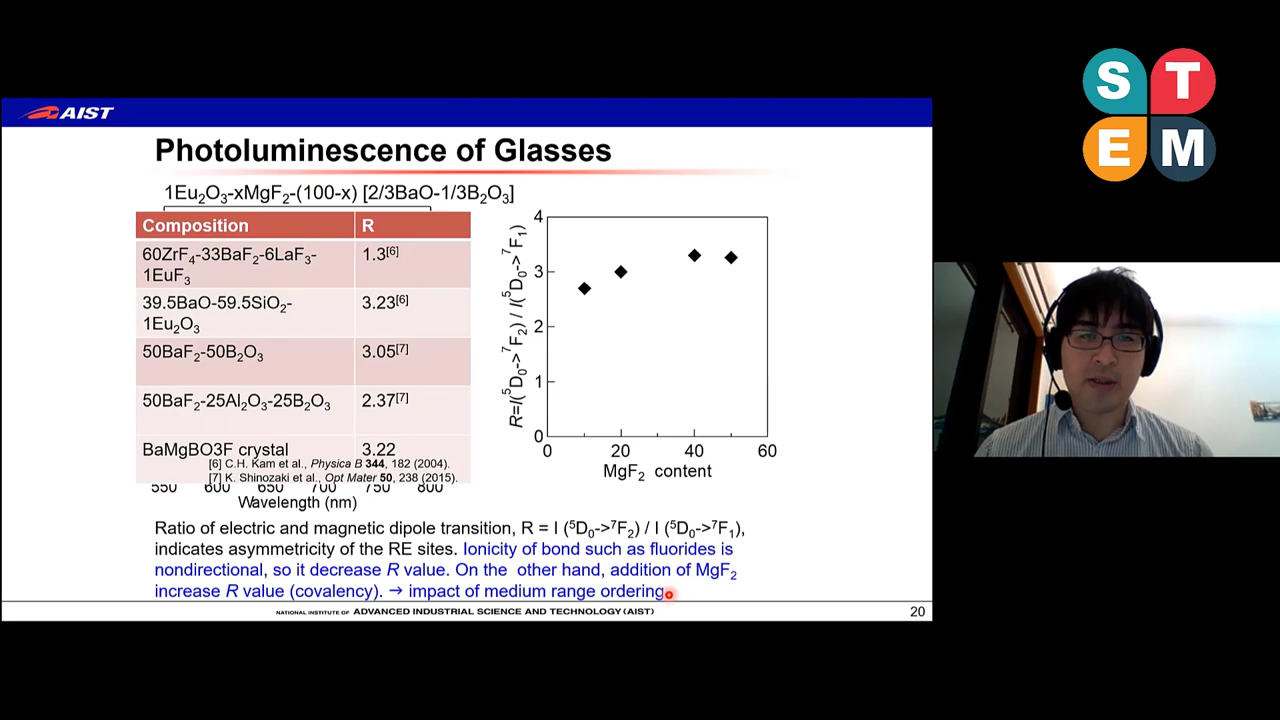 S T
E M
AIST
Photoluminescence of Glasses
1Eu₂O₃-xMgF₂-(100-x) [2/3BaO-1/3B₂O₃]
Composition R
60ZrF₄-33BaF₂-6LaF₃-
1EuF₃ 1.3[6]
39.5BaO-59.5SiO₂-
1Eu₂O₃ 3.23[6]
50BaF₂-50B₂O₃ 3.05[7]
50BaF₂-25Al₂O₃-25B₂O₃ 2.37[7]
BaMgBO3F crystal 3.22
[6] C.H. Kam et al., Physica B 344, 182 (2004).
[7] K. Shinozaki et al., Opt Mater 50, 238 (2015).
550 600 650 700 750 800
Wavelength (nm)
R=I(⁵D₀->⁷F₂) / I(⁵D₀->⁷F₁)
4
3
2
1
0
0 20 40 60
MgF₂ content
Ratio of electric and magnetic dipole transition, R = I (⁵D₀->⁷F₂) / I (⁵D₀->⁷F₁),
indicates asymmetricity of the RE sites. Ionicity of bond such as fluorides is
nondirectional, so it decrease R value. On the other hand, addition of MgF₂
increase R value (covalency). → impact of medium range ordering.
NATIONAL INSTITUTE OF ADVANCED INDUSTRIAL SCIENCE AND TECHNOLOGY (AIST)
20